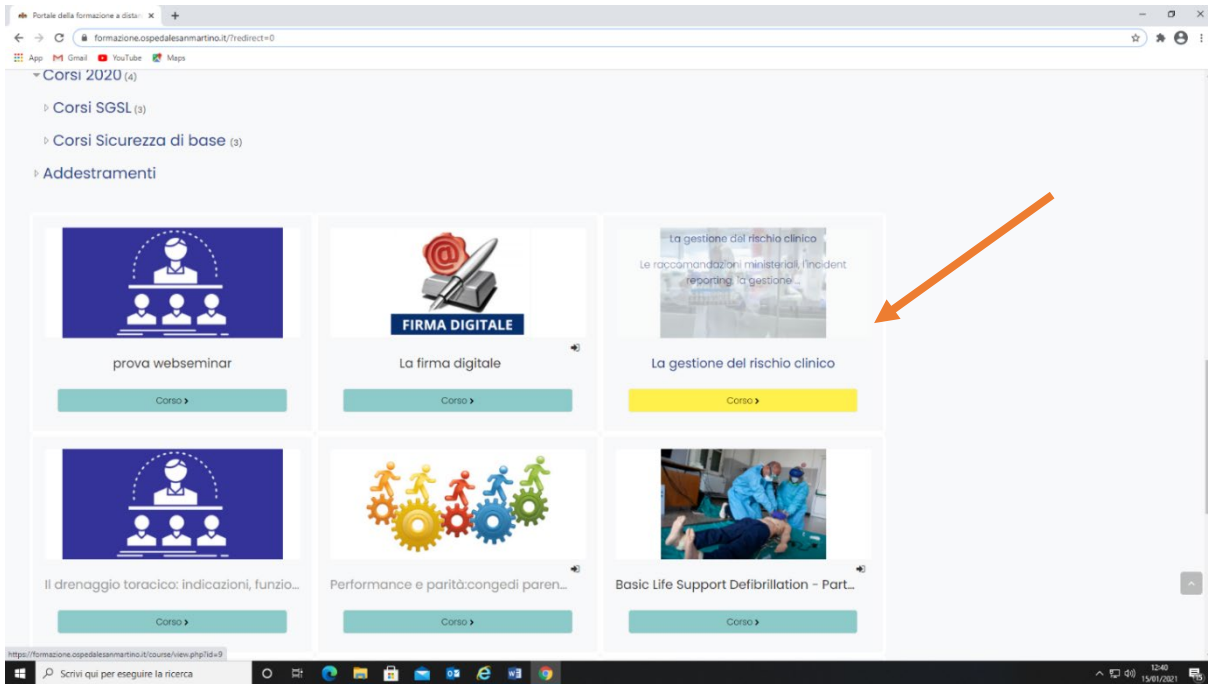 Portale della formazione a distan
formazione.ospedalesanmartino.it/?redirect=0
App Gmail YouTube Maps
Corsi 2020 (4)
Corsi SGSL (3)
Corsi Sicurezza di base (3)
Addestramenti
La gestione del rischio clinico
Le raccomandazioni ministeriali, l'incident
reporting, la gestione ...
@
FIRMA DIGITALE
prova webseminar
La firma digitale
La gestione del rischio clinico
Corso
Corso
Corso
Il drenaggio toracico: indicazioni, funzio...
Performance e parità:congedi paren...
Basic Life Support Defibrillation - Part...
Corso
Corso
Corso
https://formazione.ospedalesanmartino.it/course/view.php?id=9
Scrivi qui per eseguire la ricerca
12:40
15/01/2021